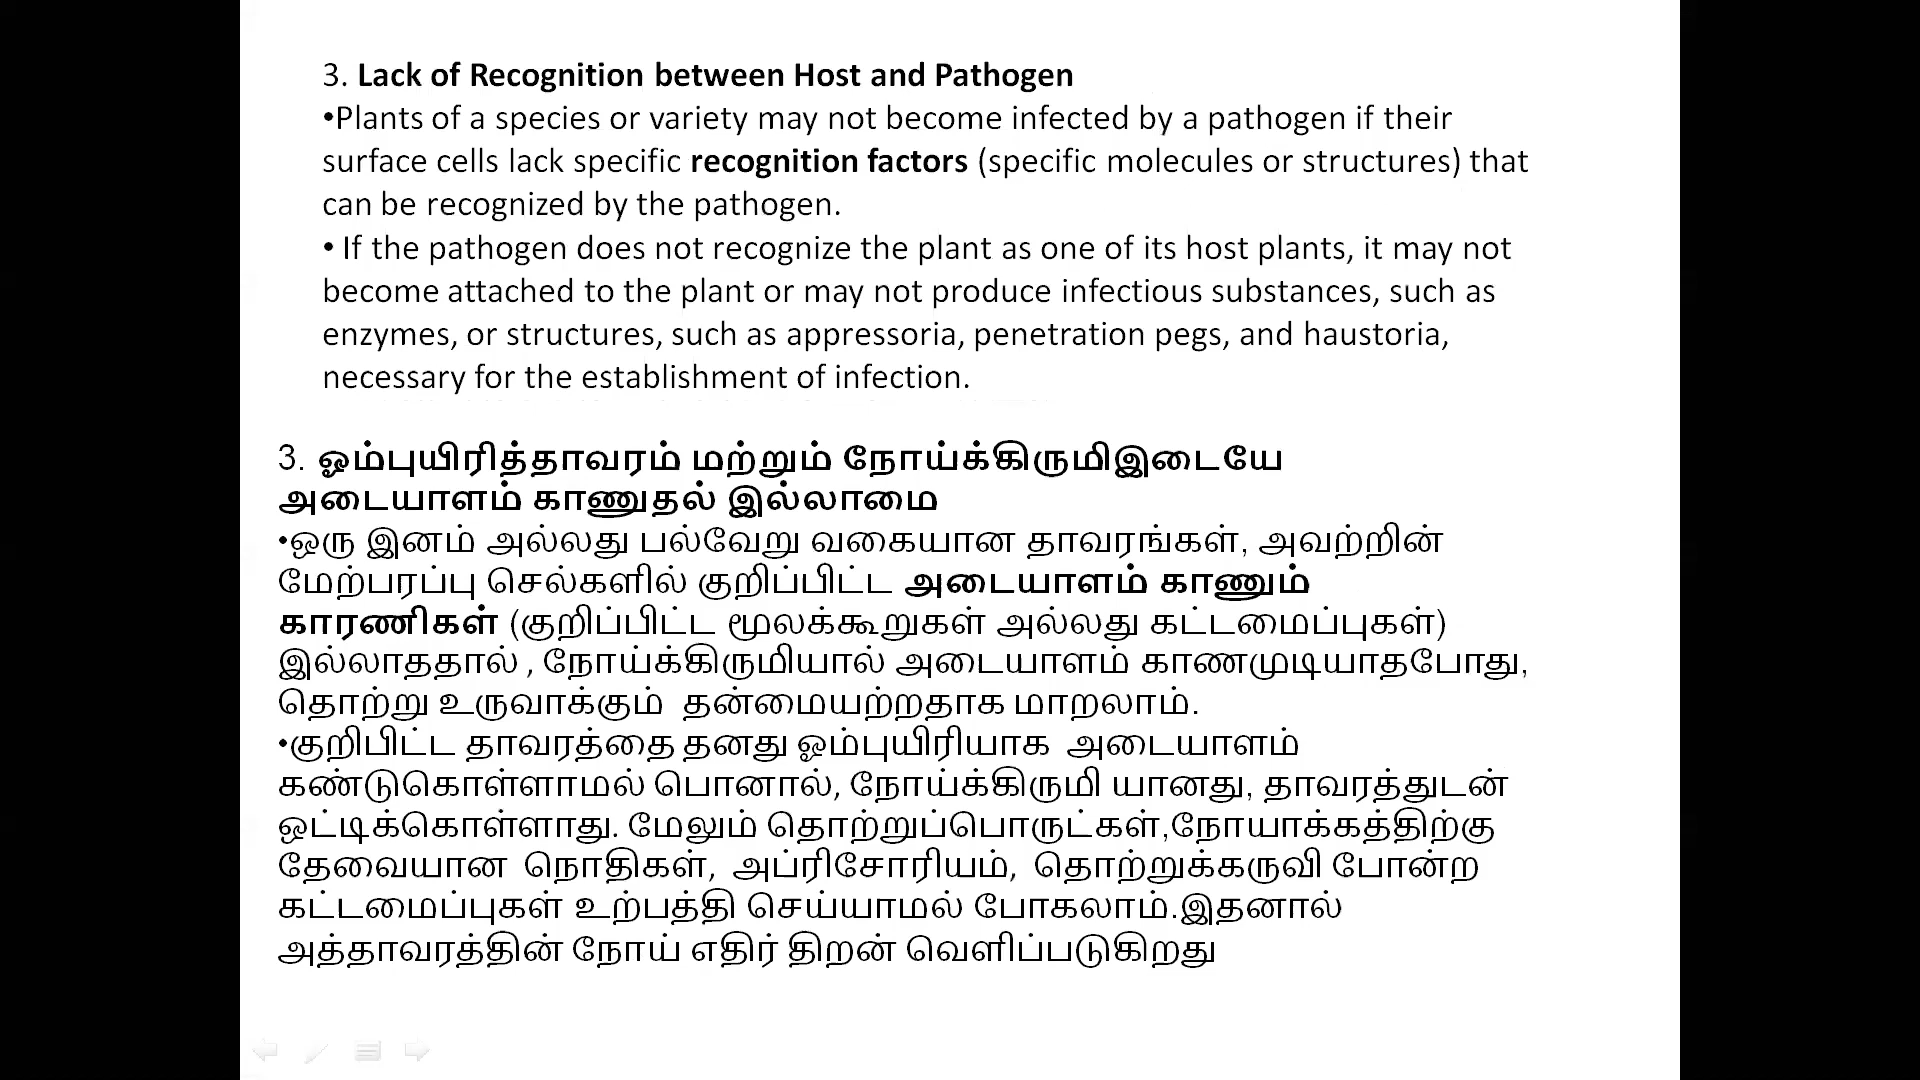 3. Lack of Recognition between Host and Pathogen
•Plants of a species or variety may not become infected by a pathogen if their
surface cells lack specific recognition factors (specific molecules or structures) that
can be recognized by the pathogen.
• If the pathogen does not recognize the plant as one of its host plants, it may not
become attached to the plant or may not produce infectious substances, such as
enzymes, or structures, such as appressoria, penetration pegs, and haustoria,
necessary for the establishment of infection.
3. ஓம்புயிரித்தாவரம் மற்றும் நோய்க்கிருமிஇடையே
அடையாளம் காணுதல் இல்லாமை
•ஒரு இனம் அல்லது பல்வேறு வகையான தாவரங்கள், அவற்றின்
மேற்பரப்பு செல்களில் குறிப்பிட்ட அடையாளம் காணும்
காரணிகள் (குறிப்பிட்ட மூலக்கூறுகள் அல்லது கட்டமைப்புகள்)
இல்லாததால் , நோய்க்கிருமியால் அடையாளம் காணமுடியாதபோது,
தொற்று உருவாக்கும் தன்மையற்றதாக மாறலாம்.
•குறிபிட்ட தாவரத்தை தனது ஓம்புயிரியாக அடையாளம்
கண்டுகொள்ளாமல் பொனால், நோய்க்கிருமி யானது, தாவரத்துடன்
ஒட்டிக்கொள்ளாது. மேலும் தொற்றுப்பொருட்கள்,நோயாக்கத்திற்கு
தேவையான நொதிகள், அப்ரிசோரியம், தொற்றுக்கருவி போன்ற
கட்டமைப்புகள் உற்பத்தி செய்யாமல் போகலாம்.இதனால்
அத்தாவரத்தின் நோய் எதிர் திறன் வெளிப்படுகிறது